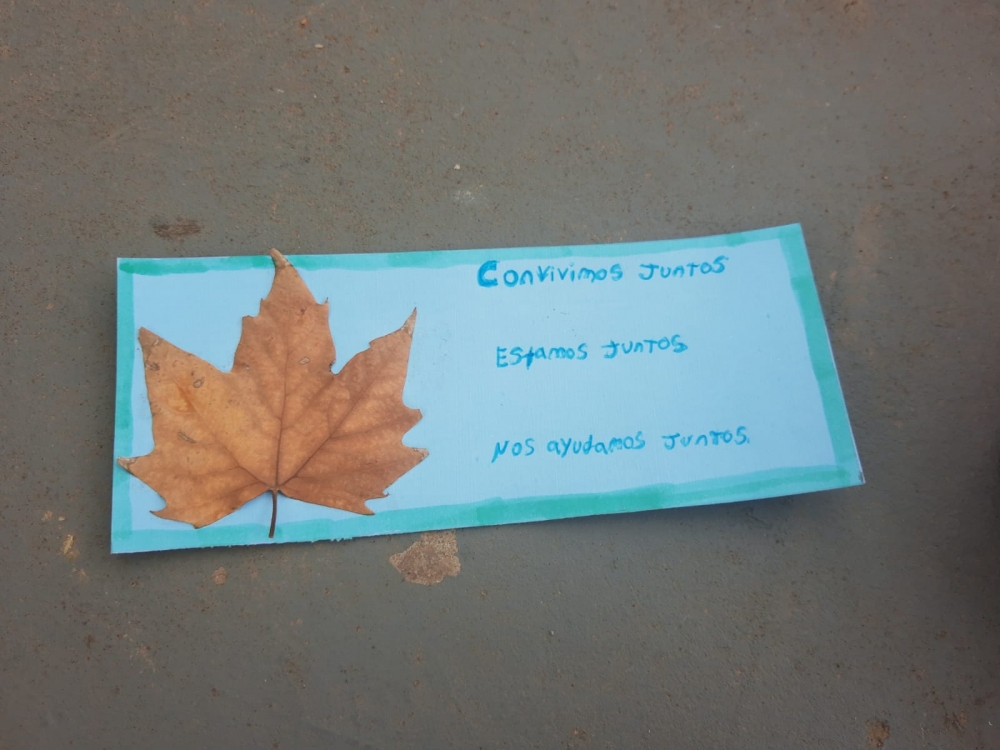 Convivimos Juntos
Estamos Juntos
Nos ayudamos Juntos.